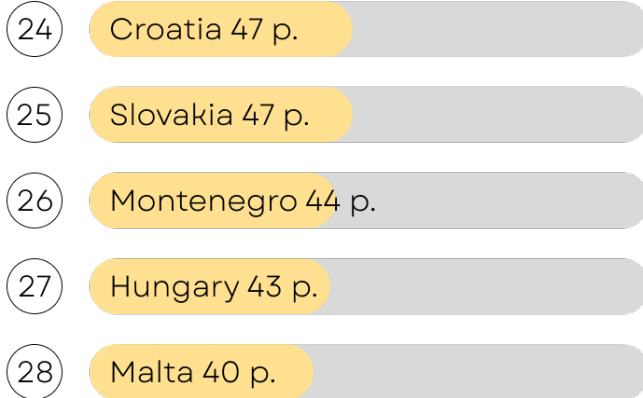 24 Croatia 47 p.
25 Slovakia 47 p.
26 Montenegro 44 p.
27 Hungary 43 p.
28 Malta 40 p.